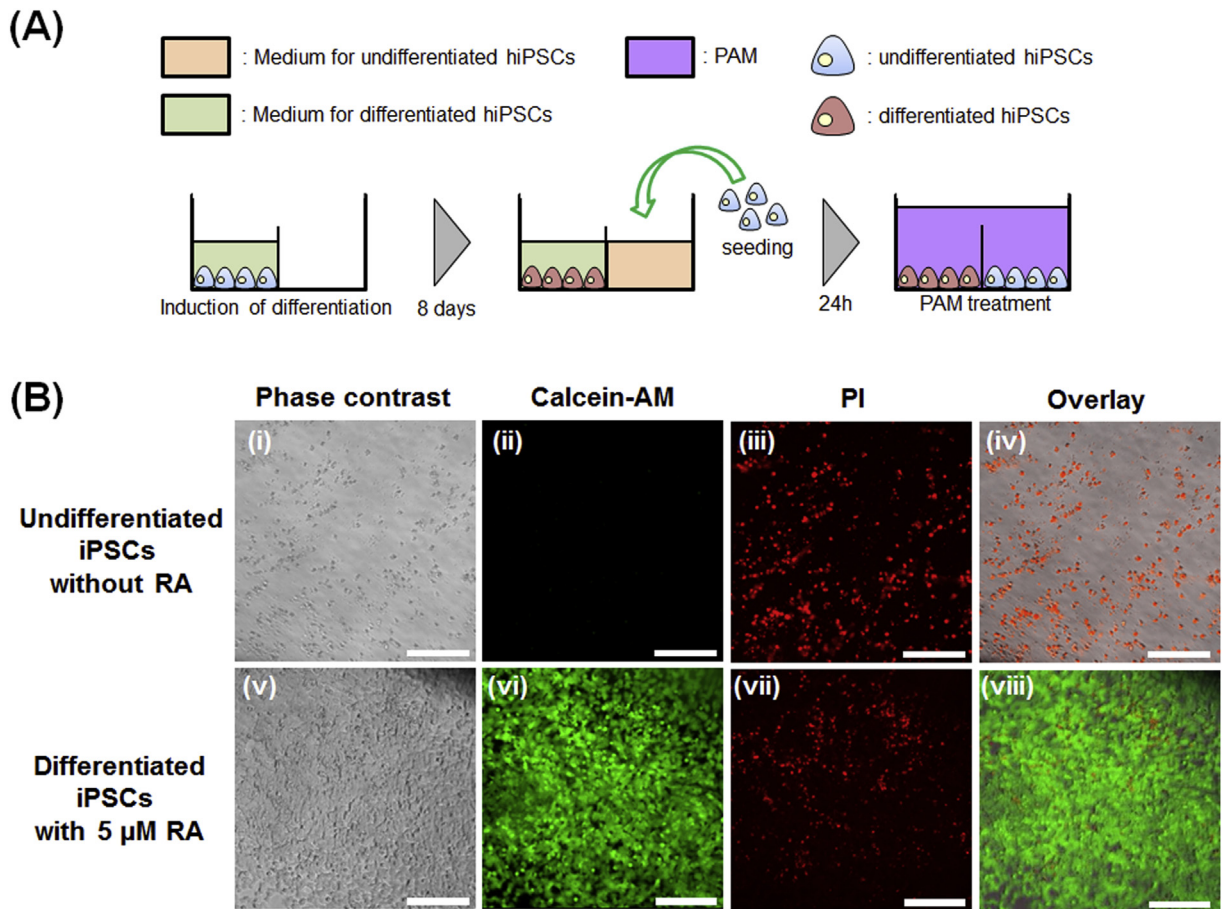 (A)
: Medium for undifferentiated hiPSCs
: PAM
: undifferentiated hiPSCs
: Medium for differentiated hiPSCs
: differentiated hiPSCs
seeding
Induction of differentiation
8 days
24h
PAM treatment
(B)
Phase contrast
Calcein-AM
PI
Overlay
Undifferentiated
iPSCs
without RA
(i)
(ii)
(iii)
(iv)
Differentiated
iPSCs
with 5 µM RA
(v)
(vi)
(vii)
(viii)